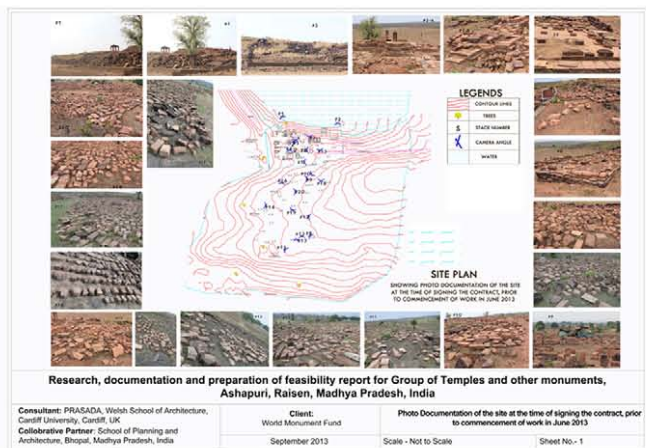 LEGENDS
CONTOUR LINES
TREES
S STACK NUMBER
CAMERA ANGLE
WATER
SITE PLAN
SHOWING PHOTO DOCUMENTATION OF THE SITE
AT THE TIME OF SIGNING THE CONTRACT, PRIOR
TO COMMENCEMENT OF WORK IN JUNE 2013
Research, documentation and preparation of feasibility report for Group of Temples and other monuments,
Ashapuri, Raisen, Madhya Pradesh, India
Consultant: PRASADA, Welsh School of Architecture,
Cardiff University, Cardiff, UK
Collobrative Partner: School of Planning and
Architecture, Bhopal, Madhya Pradesh, India
Client:
World Monument Fund
September 2013
Photo Documentation of the site at the time of signing the contract, prior
to commencement of work in June 2013
Scale - Not to Scale
Sheet No.- 1